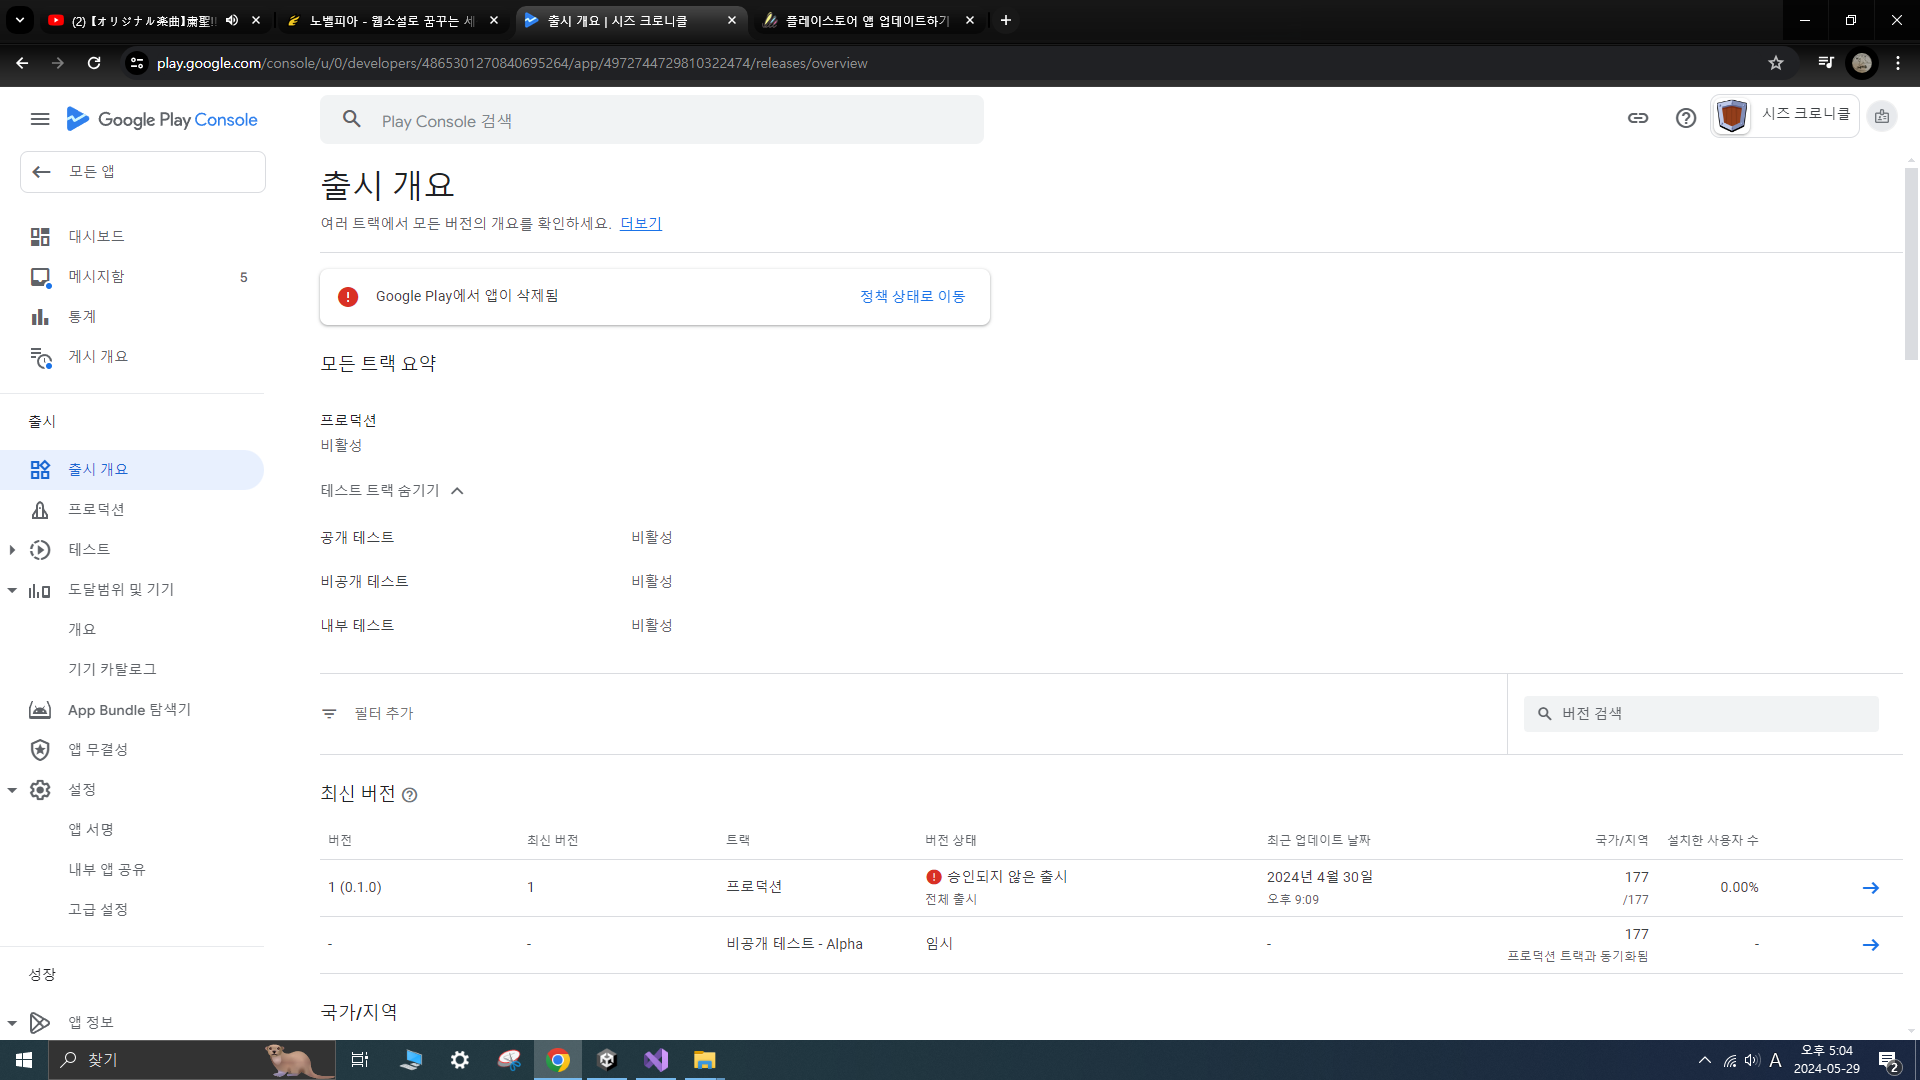 (2) 【オリジナル楽曲】粛聖!!
노벨피아 - 웹소설로 꿈꾸는 세
출시 개요 | 시즈 크로니클
플레이스토어 앱 업데이트하기
play.google.com/console/u/0/developers/4865301270840695264/app/4972744729810322474/releases/overview
Google Play Console
Play Console 검색
시즈 크로니클
모든 앱
대시보드
메시지함 5
통계
게시 개요
출시
출시 개요
프로덕션
테스트
도달범위 및 기기
개요
기기 카탈로그
App Bundle 탐색기
앱 무결성
설정
앱 서명
내부 앱 공유
고급 설정
성장
앱 정보
출시 개요
여러 트랙에서 모든 버전의 개요를 확인하세요. 더보기
Google Play에서 앱이 삭제됨 정책 상태로 이동
모든 트랙 요약
프로덕션
비활성
테스트 트랙 숨기기
공개 테스트 비활성
비공개 테스트 비활성
내부 테스트 비활성
필터 추가
버전 검색
최신 버전
버전 최신 버전 트랙 버전 상태 최근 업데이트 날짜 국가/지역 설치한 사용자 수
1 (0.1.0) 1 프로덕션 승인되지 않은 출시 2024년 4월 30일 177 0.00%
전체 출시 오후 9:09 /177
- - 비공개 테스트 - Alpha 임시 - 177 -
프로덕션 트랙과 동기화됨
국가/지역
찾기
A
오후 5:04
2024-05-29
2